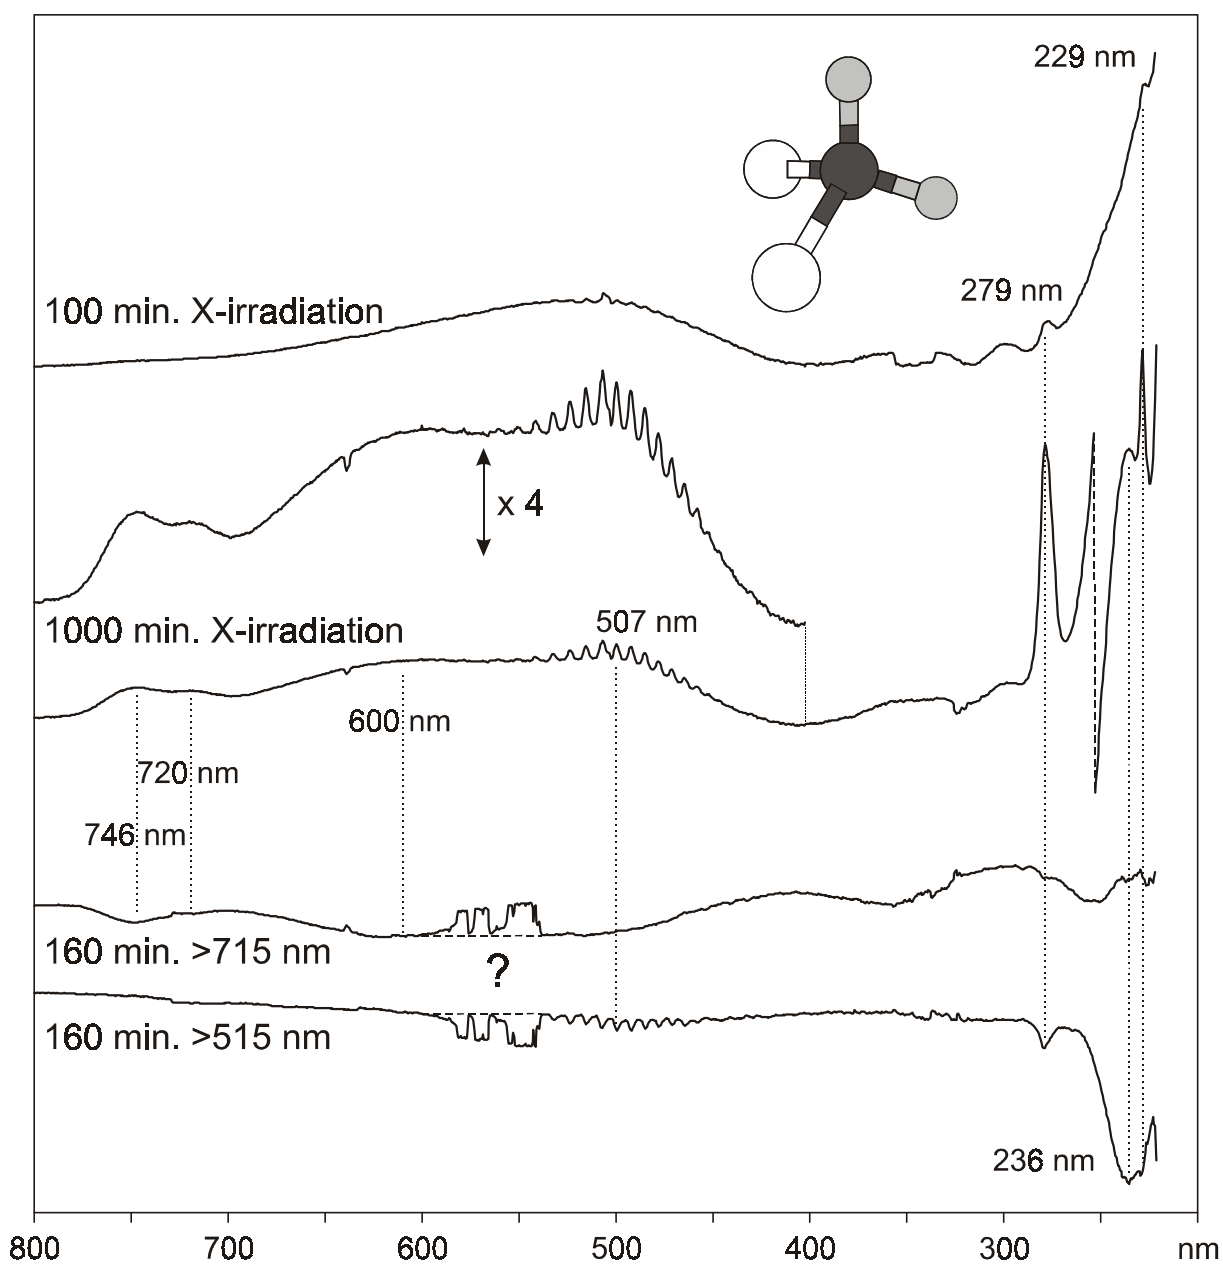 229 nm
279 nm
100 min. X-irradiation
x 4
1000 min. X-irradiation
507 nm
600 nm
720 nm
746 nm
160 min. >715 nm
?
160 min. >515 nm
236 nm
800 700 600 500 400 300 nm